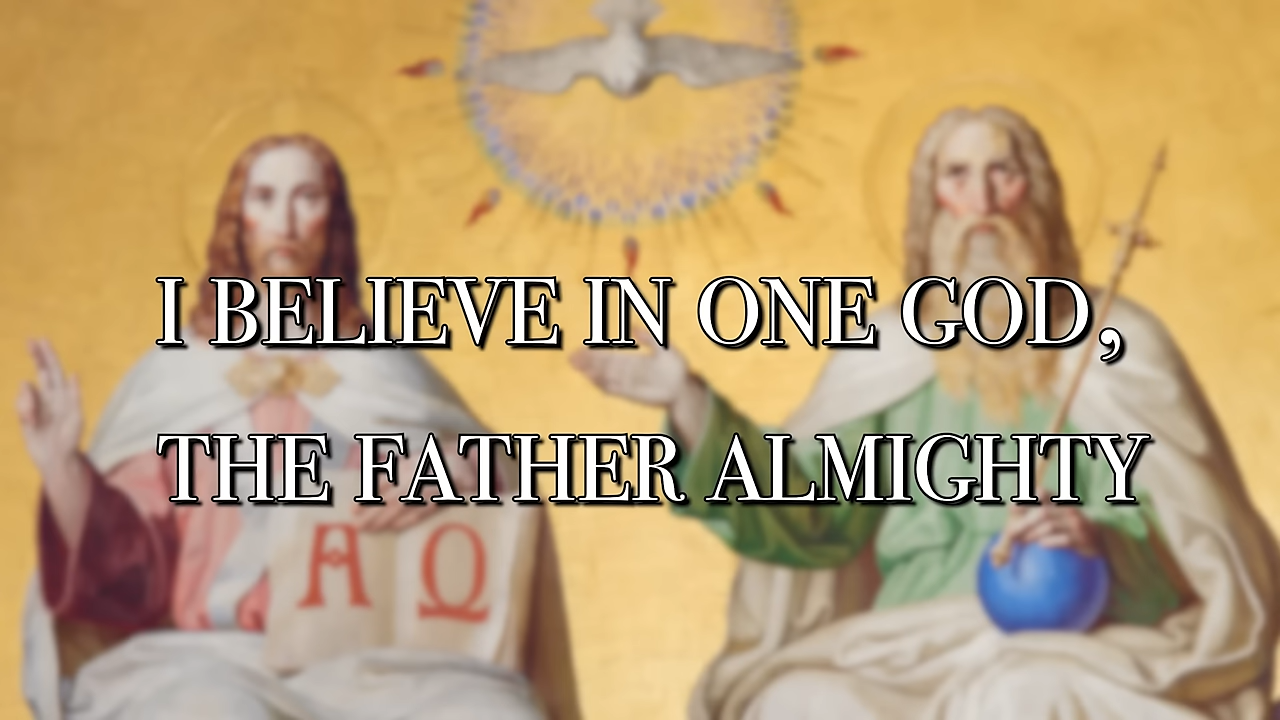 I BELIEVE IN ONE GOD,
THE FATHER ALMIGHTY
Α Ω